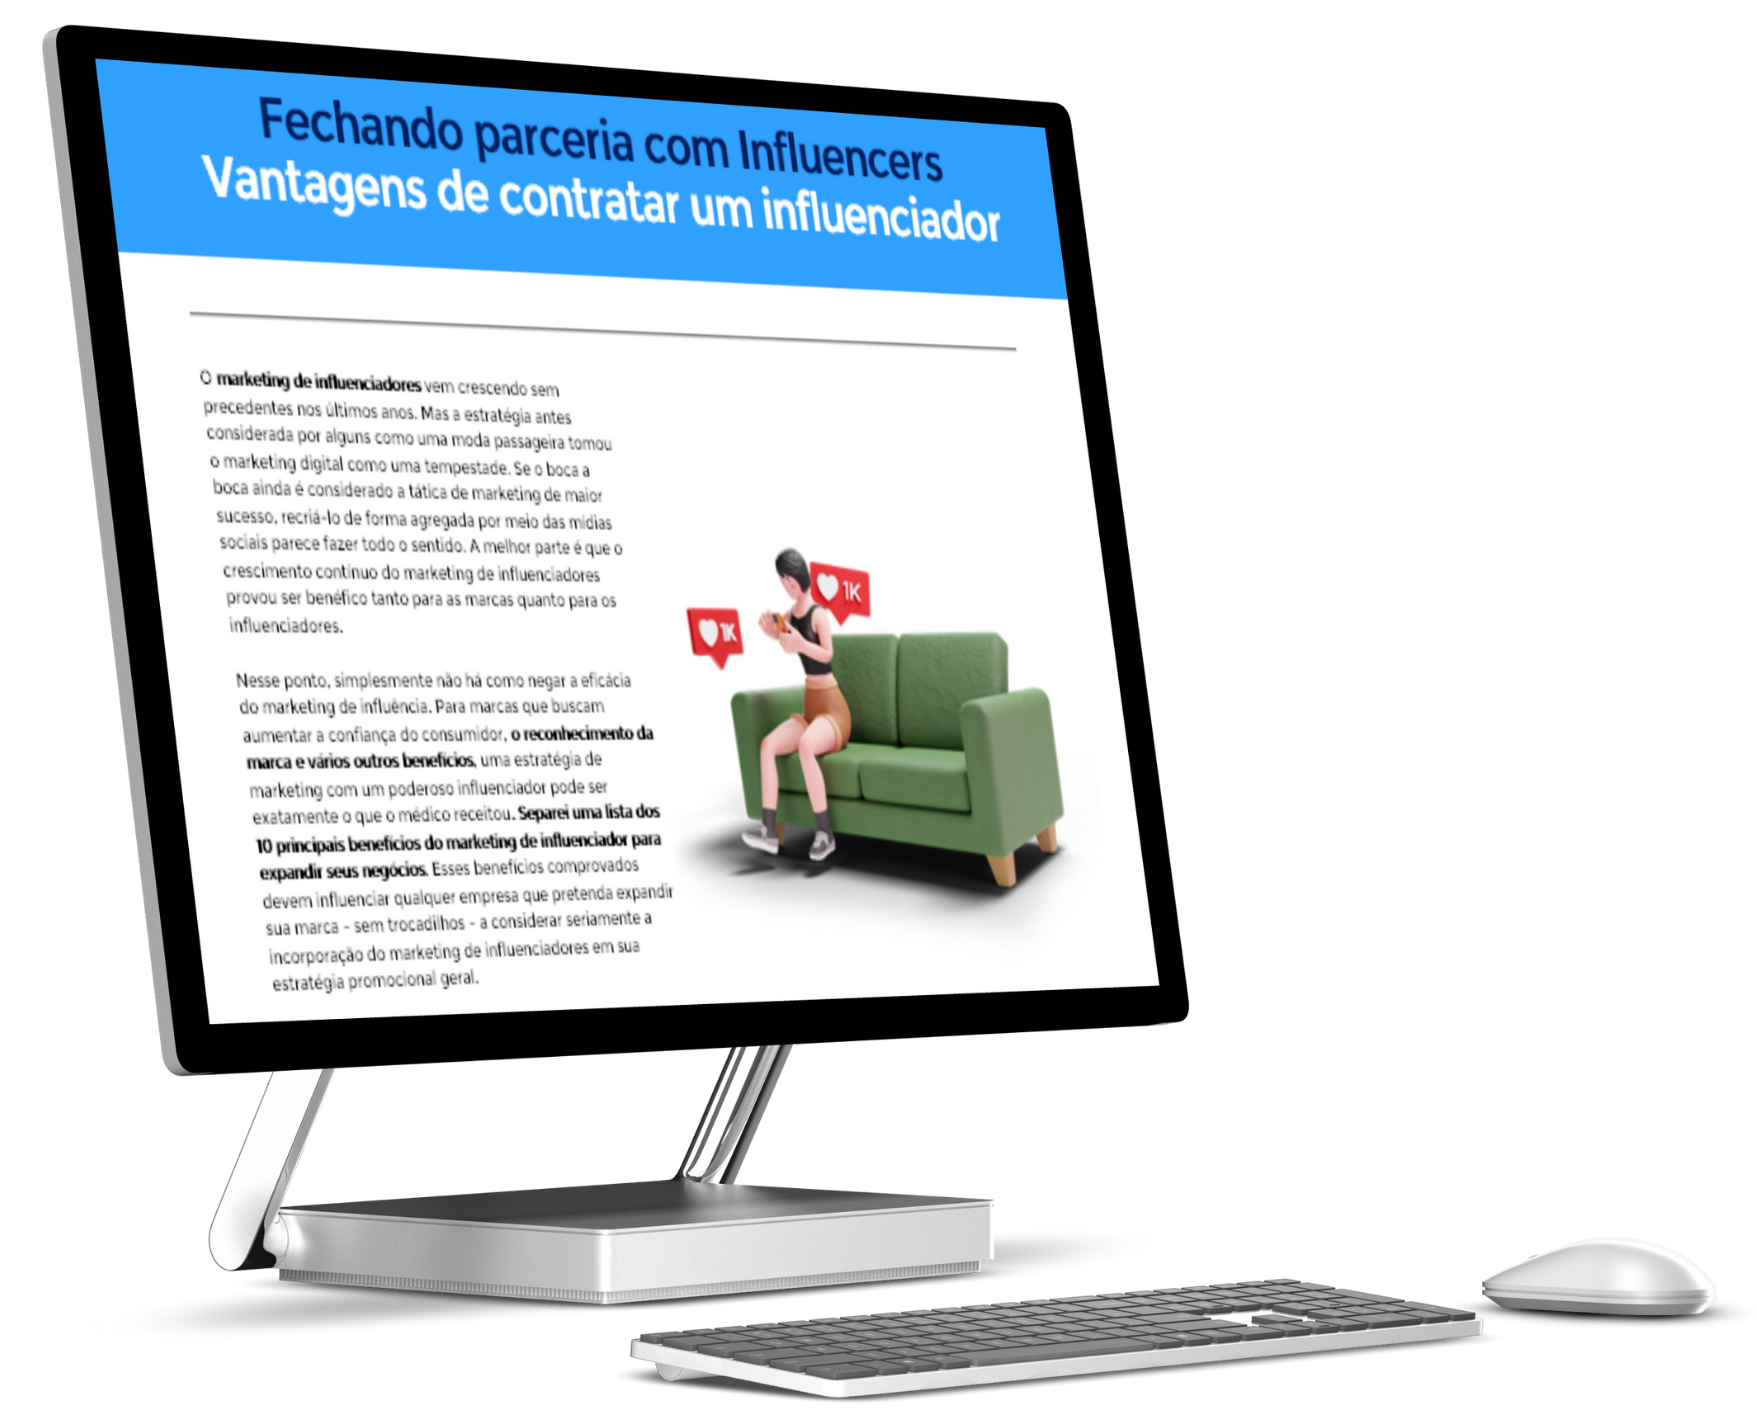 Fechando parceria com Influencers
Vantagens de contratar um influenciador
O marketing de influenciadores vem crescendo sem
precedentes nos últimos anos. Mas a estratégia antes
considerada por alguns como uma moda passageira tomou
o marketing digital como uma tempestade. Se o boca a
boca ainda é considerado a tática de marketing de maior
sucesso, recriá-lo de forma agregada por meio das mídias
sociais parece fazer todo o sentido. A melhor parte é que o
crescimento contínuo do marketing de influenciadores
provou ser benéfico tanto para as marcas quanto para os
influenciadores.
1K
1K
Nesse ponto, simplesmente não há como negar a eficácia
do marketing de influência. Para marcas que buscam
aumentar a confiança do consumidor, o reconhecimento da
marca e vários outros benefícios, uma estratégia de
marketing com um poderoso influenciador pode ser
exatamente o que o médico receitou. Separei uma lista dos
10 principais benefícios do marketing de influenciador para
expandir seus negócios. Esses benefícios comprovados
devem influenciar qualquer empresa que pretenda expandir
sua marca - sem trocadilhos - a considerar seriamente a
incorporação do marketing de influenciadores em sua
estratégia promocional geral.